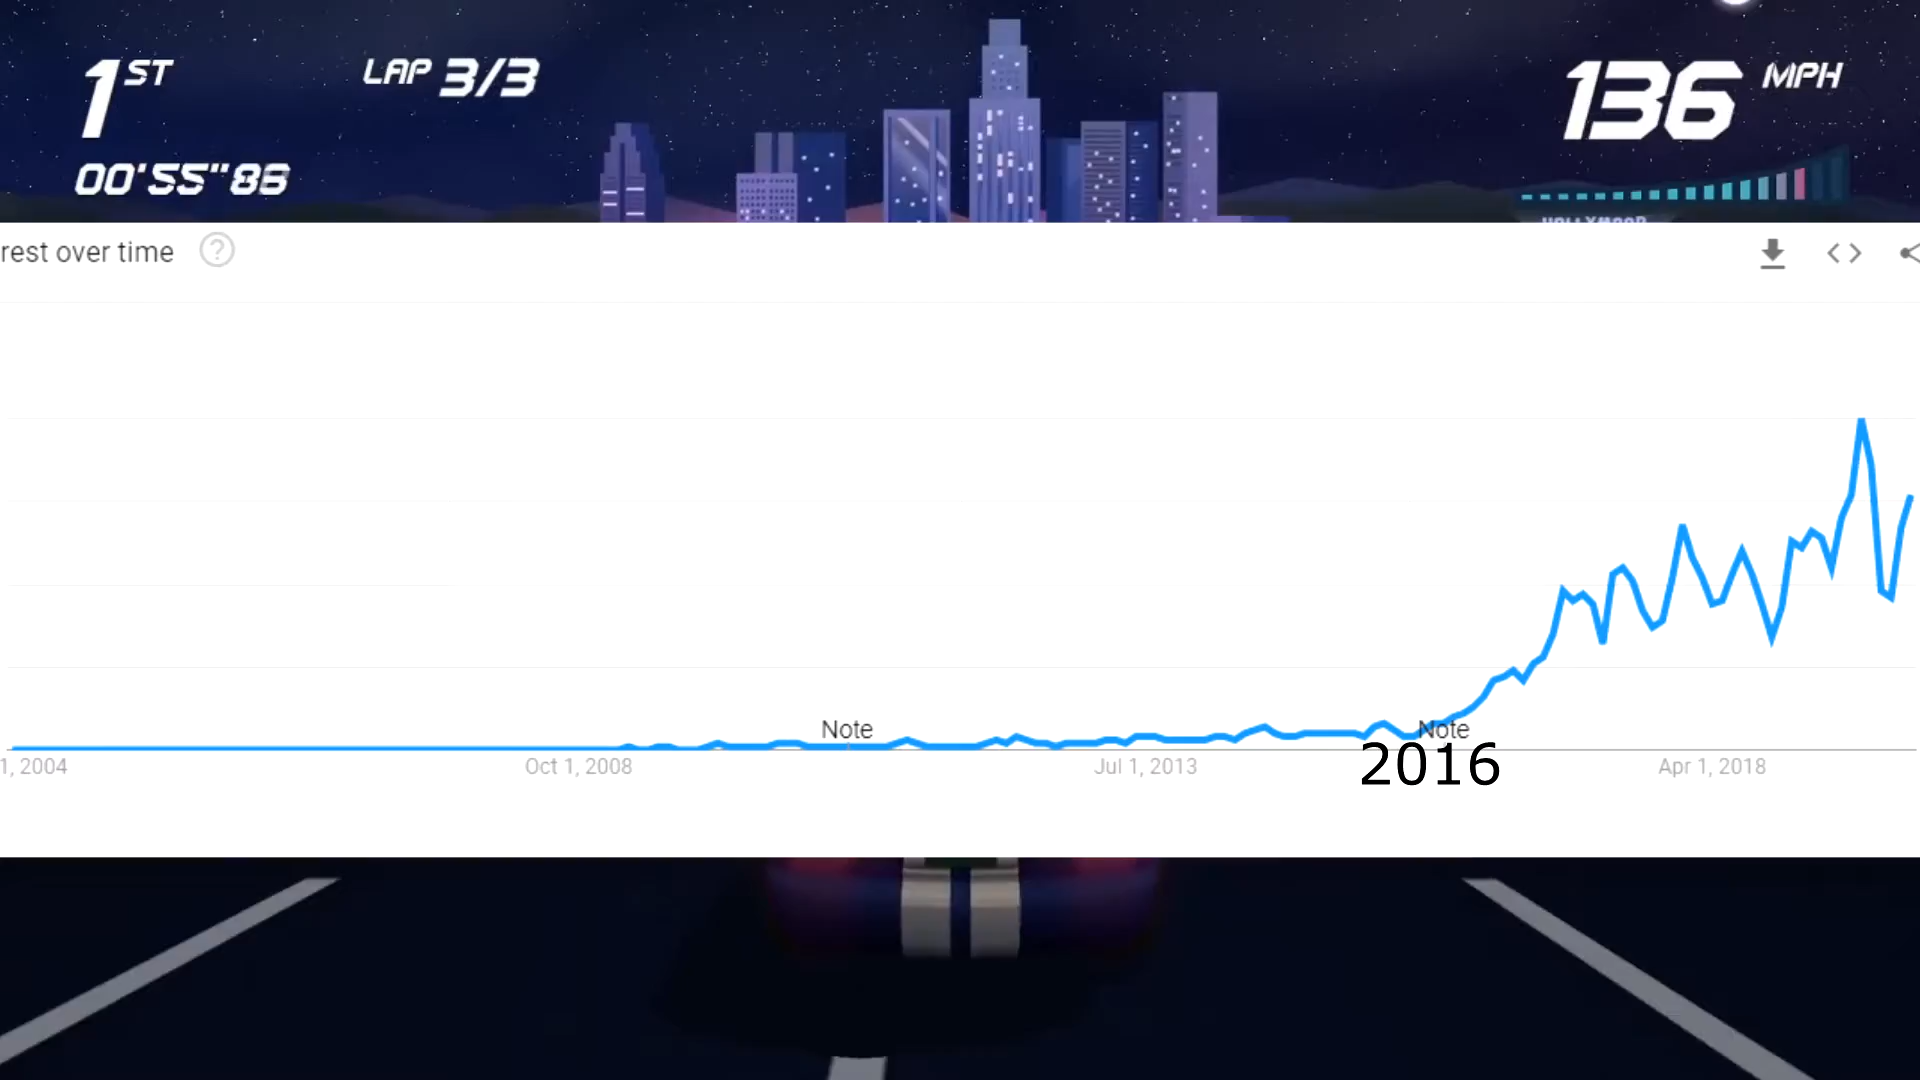 1ST
LAP 3/3
136 MPH
00'55"86
rest over time
?
Note
Note
2016
1, 2004
Oct 1, 2008
Jul 1, 2013
Apr 1, 2018